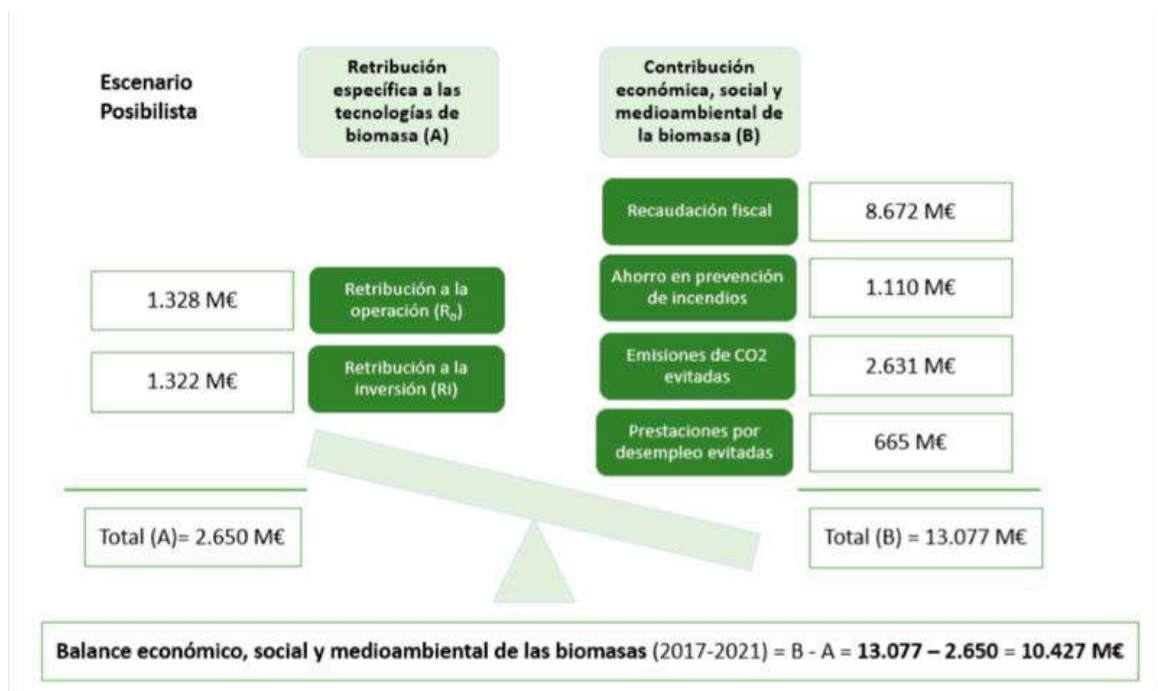 Escenario
Posibilista
Retribución
específica a las
tecnologías de
biomasa (A)
Contribución
económica, social y
medioambiental de
la biomasa (B)
Recaudación fiscal
8.672 M€
Ahorro en prevención
de incendios
1.110 M€
1.328 M€
Retribución a la
operación (Ro)
Emisiones de CO2
evitadas
2.631 M€
1.322 M€
Retribución a la
inversión (Ri)
Prestaciones por
desempleo evitadas
665 M€
Total (A)= 2.650 M€
Total (B) = 13.077 M€
Balance económico, social y medioambiental de las biomasas (2017-2021) = B - A = 13.077 – 2.650 = 10.427 M€